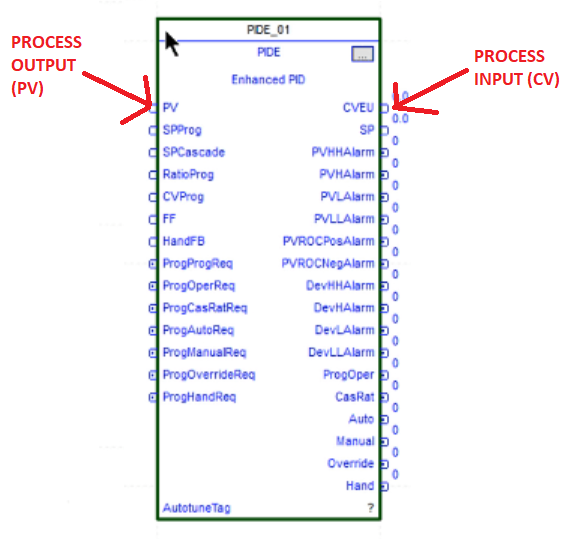 PIDE_01
PIDE
...
Enhanced PID
PROCESS
OUTPUT
(PV)
PROCESS
INPUT (CV)
PV CVEU 0.0
SPProg SP 0.0
SPCascade PVHHAlarm 0
RatioProg PVHAlarm 0
CVProg PVLAlarm 0
FF PVLLAlarm 0
HandFB PVROCPosAlarm 0
ProgProgReq PVROCNegAlarm 0
ProgOperReq DevHHAlarm 0
ProgCasRatReq DevHAlarm 0
ProgAutoReq DevLAlarm 0
ProgManualReq DevLLAlarm 0
ProgOverrideReq ProgOper 0
ProgHandReq CasRat 0
Auto 0
Manual 0
Override 0
Hand 0
AutotuneTag ?